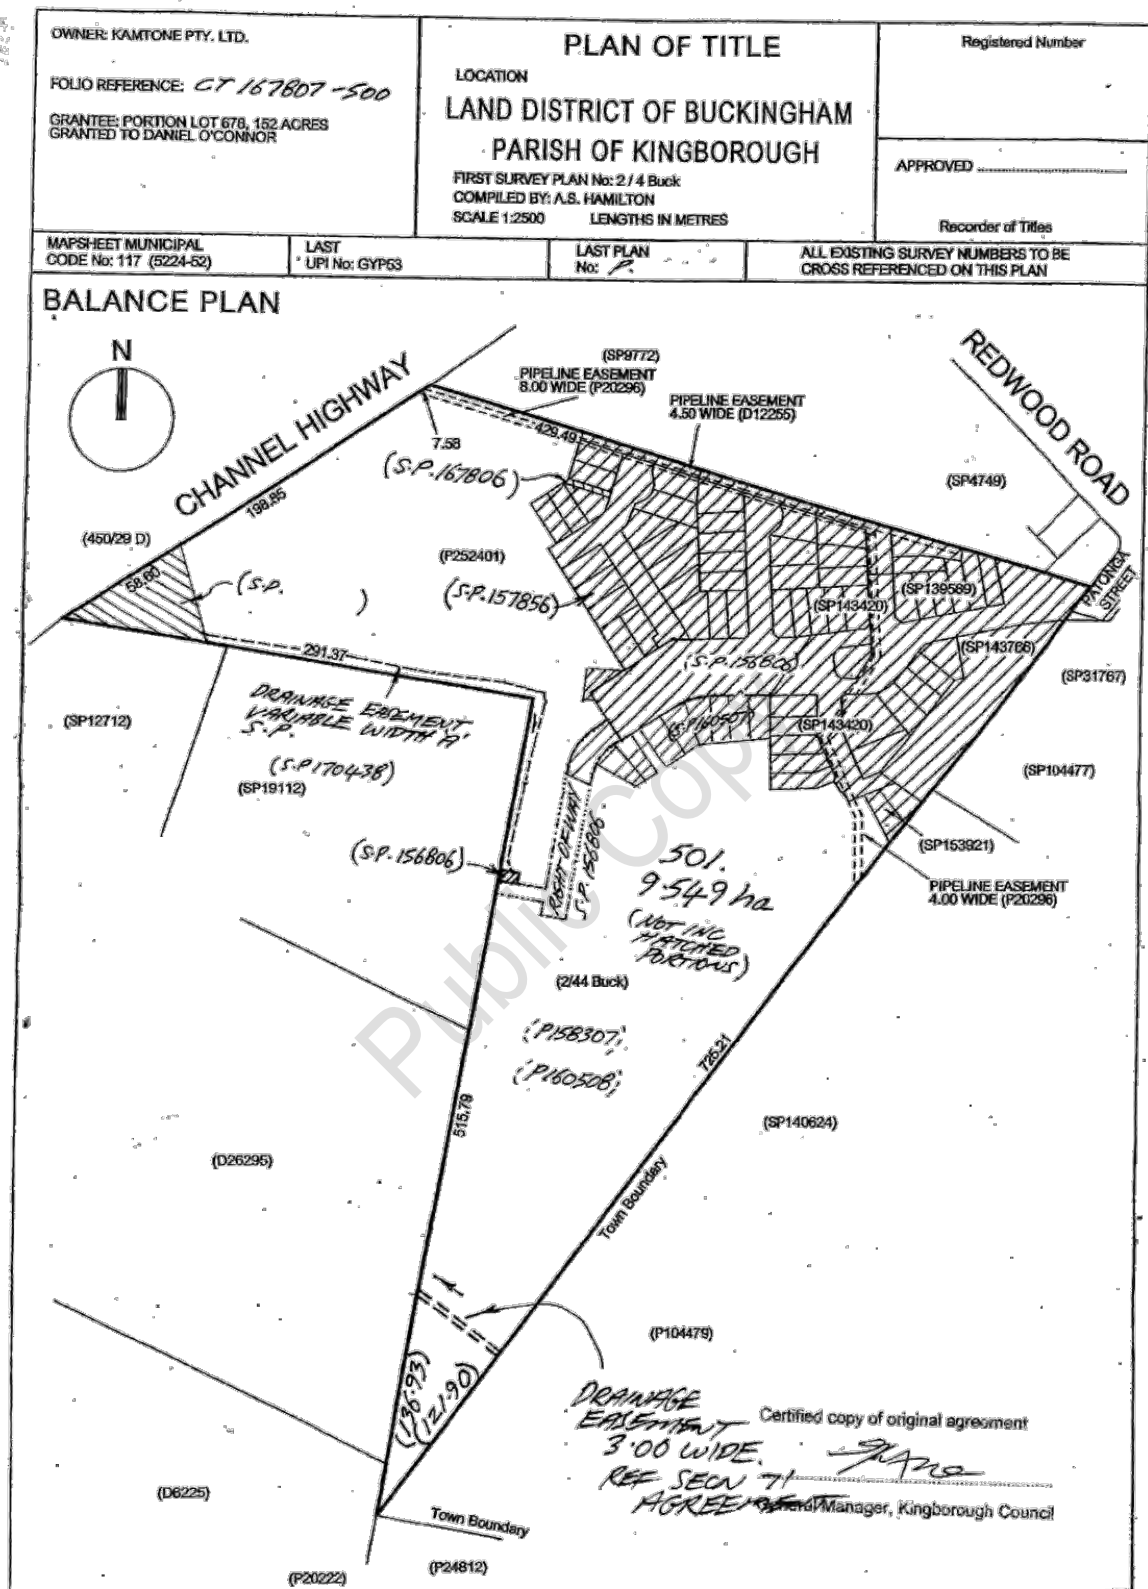 OWNER: KAMTONE PTY. LTD.
FOLIO REFERENCE: CT 167807-500
GRANTEE: PORTION LOT 678, 152 ACRES
GRANTED TO DANIEL O'CONNOR
PLAN OF TITLE
LOCATION
LAND DISTRICT OF BUCKINGHAM
PARISH OF KINGBOROUGH
FIRST SURVEY PLAN No: 2/4 Buck
COMPILED BY: A.S. HAMILTON
SCALE 1:2500 LENGTHS IN METRES
Registered Number
APPROVED
Recorder of Titles
MAPSHEET MUNICIPAL
CODE No: 117 (5224-52)
LAST
UPI No: GYP53
LAST PLAN
No: P.
ALL EXISTING SURVEY NUMBERS TO BE
CROSS REFERENCED ON THIS PLAN
BALANCE PLAN
N
CHANNEL HIGHWAY
REDWOOD ROAD
(SP9772)
PIPELINE EASEMENT
8.00 WIDE (P20296)
PIPELINE EASEMENT
4.50 WIDE (D12255)
429.49
7.58
(S.P.167806)
198.85
(SP4749)
(450/29 D)
(P252401)
58.60
(S.P. )
(S.P.157856)
(SP139589)
(SP143420)
PAYONGA
STREET
(SP143766)
291.37
(S.P.156806)
(SP31767)
DRAINAGE EASEMENT
VARIABLE WIDTH 'A'
S.P.
(SP12712)
(S.P.160507)
(SP143420)
(S.P.170438)
(SP19112)
(SP104477)
RIGHT OF WAY
S.P. 156806
(S.P.156806)
(SP153921)
501.
9.549 ha
(NOT INC
HATCHED
PORTIONS)
PIPELINE EASEMENT
4.00 WIDE (P20296)
(2/44 Buck)
(P158307)
(P160508)
Public Copy
725.21
515.79
(SP140624)
(D26295)
Town Boundary
(P104479)
(136.93)
(121.90)
DRAINAGE
EASEMENT
3.00 WIDE.
REF SECN 71
AGREEMENT
Certified copy of original agreement
General Manager, Kingborough Council
(D6225)
Town Boundary
(P24812)
(P20222)